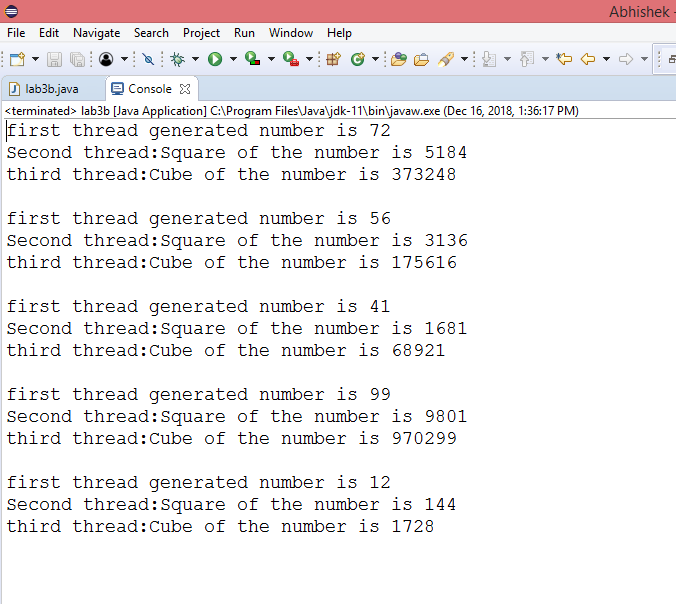 Abhishek -
File Edit Navigate Search Project Run Window Help
lab3b.java Console
<terminated> lab3b [Java Application] C:\Program Files\Java\jdk-11\bin\javaw.exe (Dec 16, 2018, 1:36:17 PM)
first thread generated number is 72
Second thread:Square of the number is 5184
third thread:Cube of the number is 373248
first thread generated number is 56
Second thread:Square of the number is 3136
third thread:Cube of the number is 175616
first thread generated number is 41
Second thread:Square of the number is 1681
third thread:Cube of the number is 68921
first thread generated number is 99
Second thread:Square of the number is 9801
third thread:Cube of the number is 970299
first thread generated number is 12
Second thread:Square of the number is 144
third thread:Cube of the number is 1728